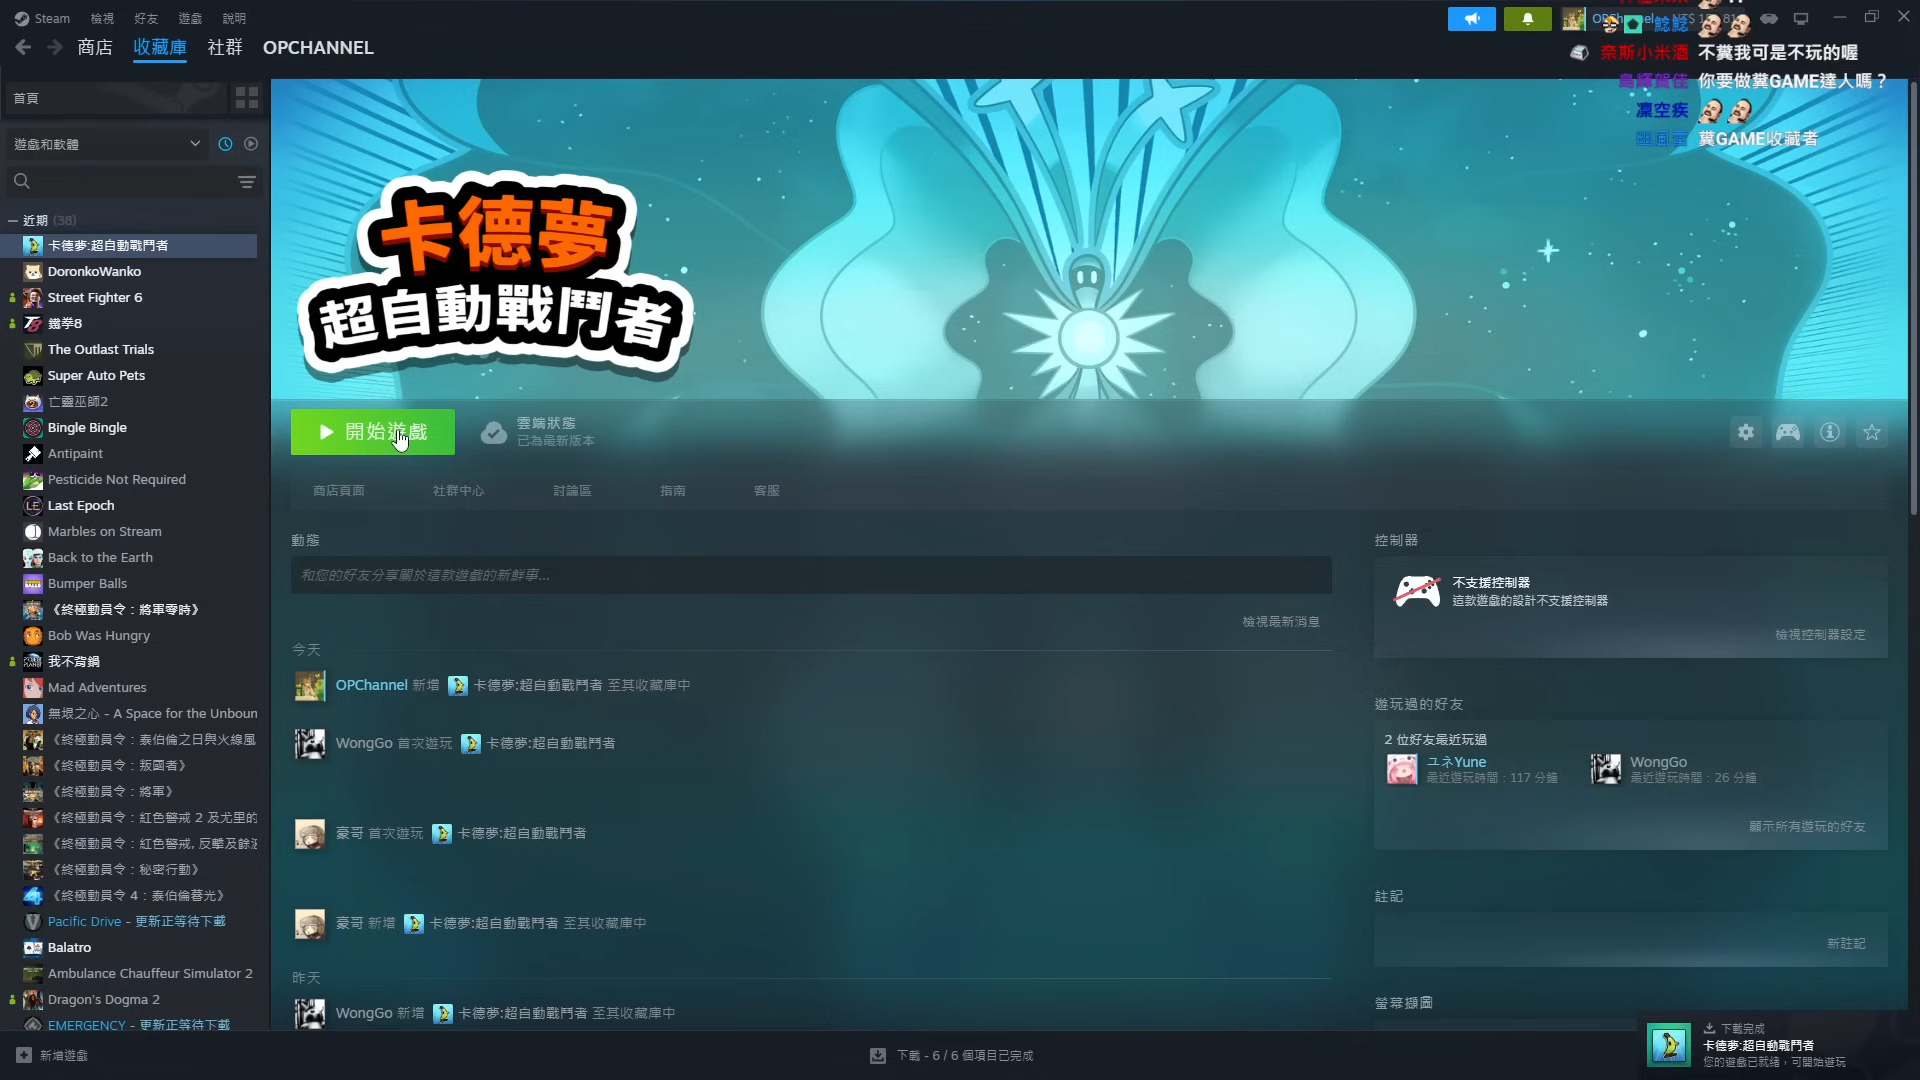 Steam 檢視 好友 遊戲 說明
商店 收藏庫 社群 OPCHANNEL
鯰鯰
奈斯小米酒 不糞我可是不玩的喔
你要做糞GAME達人嗎？
凜空疾
糞GAME收藏者
首頁
遊戲和軟體
近期 (38)
卡德夢:超自動戰鬥者
DoronkoWanko
Street Fighter 6
鐵拳8
The Outlast Trials
Super Auto Pets
亡靈巫師2
Bingle Bingle
Antipaint
Pesticide Not Required
Last Epoch
Marbles on Stream
Back to the Earth
Bumper Balls
《終極動員令：將軍零時》
Bob Was Hungry
我不背鍋
Mad Adventures
無垠之心 - A Space for the Unboun
《終極動員令：泰伯倫之日與火線風
《終極動員令：叛國者》
《終極動員令：將軍》
《終極動員令：紅色警戒 2 及尤里的
《終極動員令：紅色警戒, 反擊及餘波
《終極動員令：秘密行動》
《終極動員令 4：泰伯倫暮光》
Pacific Drive - 更新正等待下載
Balatro
Ambulance Chauffeur Simulator 2
Dragon's Dogma 2
EMERGENCY - 更新正等待下載
新增遊戲
卡德夢
超自動戰鬥者
開始遊戲
雲端狀態
已為最新版本
商店頁面 社群中心 討論區 指南 客服
動態
和您的好友分享關於這款遊戲的新鮮事...
檢視最新消息
今天
OPChannel 新增 卡德夢:超自動戰鬥者 至其收藏庫中
WongGo 首次遊玩 卡德夢:超自動戰鬥者
豪哥 首次遊玩 卡德夢:超自動戰鬥者
豪哥 新增 卡德夢:超自動戰鬥者 至其收藏庫中
昨天
WongGo 新增 卡德夢:超自動戰鬥者 至其收藏庫中
控制器
不支援控制器
這款遊戲的設計不支援控制器
檢視控制器設定
遊玩過的好友
2 位好友最近玩過
ユネYune
最近遊玩時間：117 分鐘
WongGo
最近遊玩時間：26 分鐘
顯示所有遊玩的好友
註記
新註記
螢幕擷圖
下載 - 6 / 6 個項目已完成
下載完成
卡德夢:超自動戰鬥者
您的遊戲已就緒，可開始遊玩